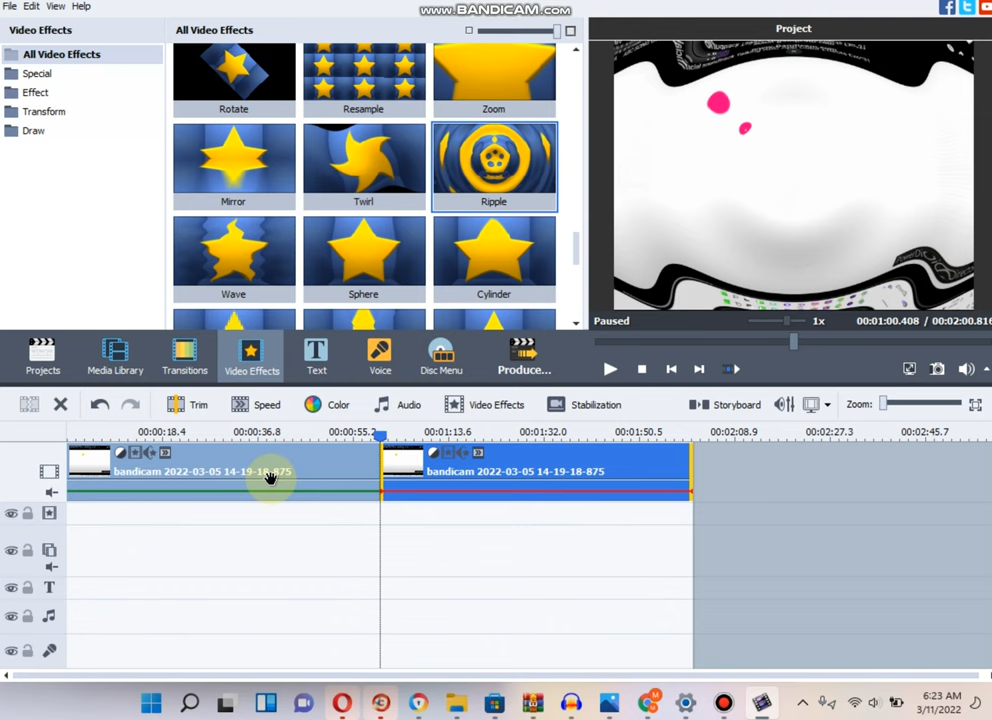 File Edit View Help
www.BANDICAM.com
Video Effects
All Video Effects
Project
All Video Effects
Special
Effect
Transform
Draw
Rotate
Resample
Zoom
Mirror
Twirl
Ripple
Wave
Sphere
Cylinder
Paused
1x
00:01:00.408 / 00:02:00.816
Projects
Media Library
Transitions
Video Effects
Text
Voice
Disc Menu
Produce...
Trim
Speed
Color
Audio
Video Effects
Stabilization
Storyboard
Zoom:
00:00:18.4
00:00:36.8
00:00:55.2
00:01:13.6
00:01:32.0
00:01:50.5
00:02:08.9
00:02:27.3
00:02:45.7
bandicam 2022-03-05 14-19-18-875
bandicam 2022-03-05 14-19-18-875
T
6:23 AM
3/11/2022